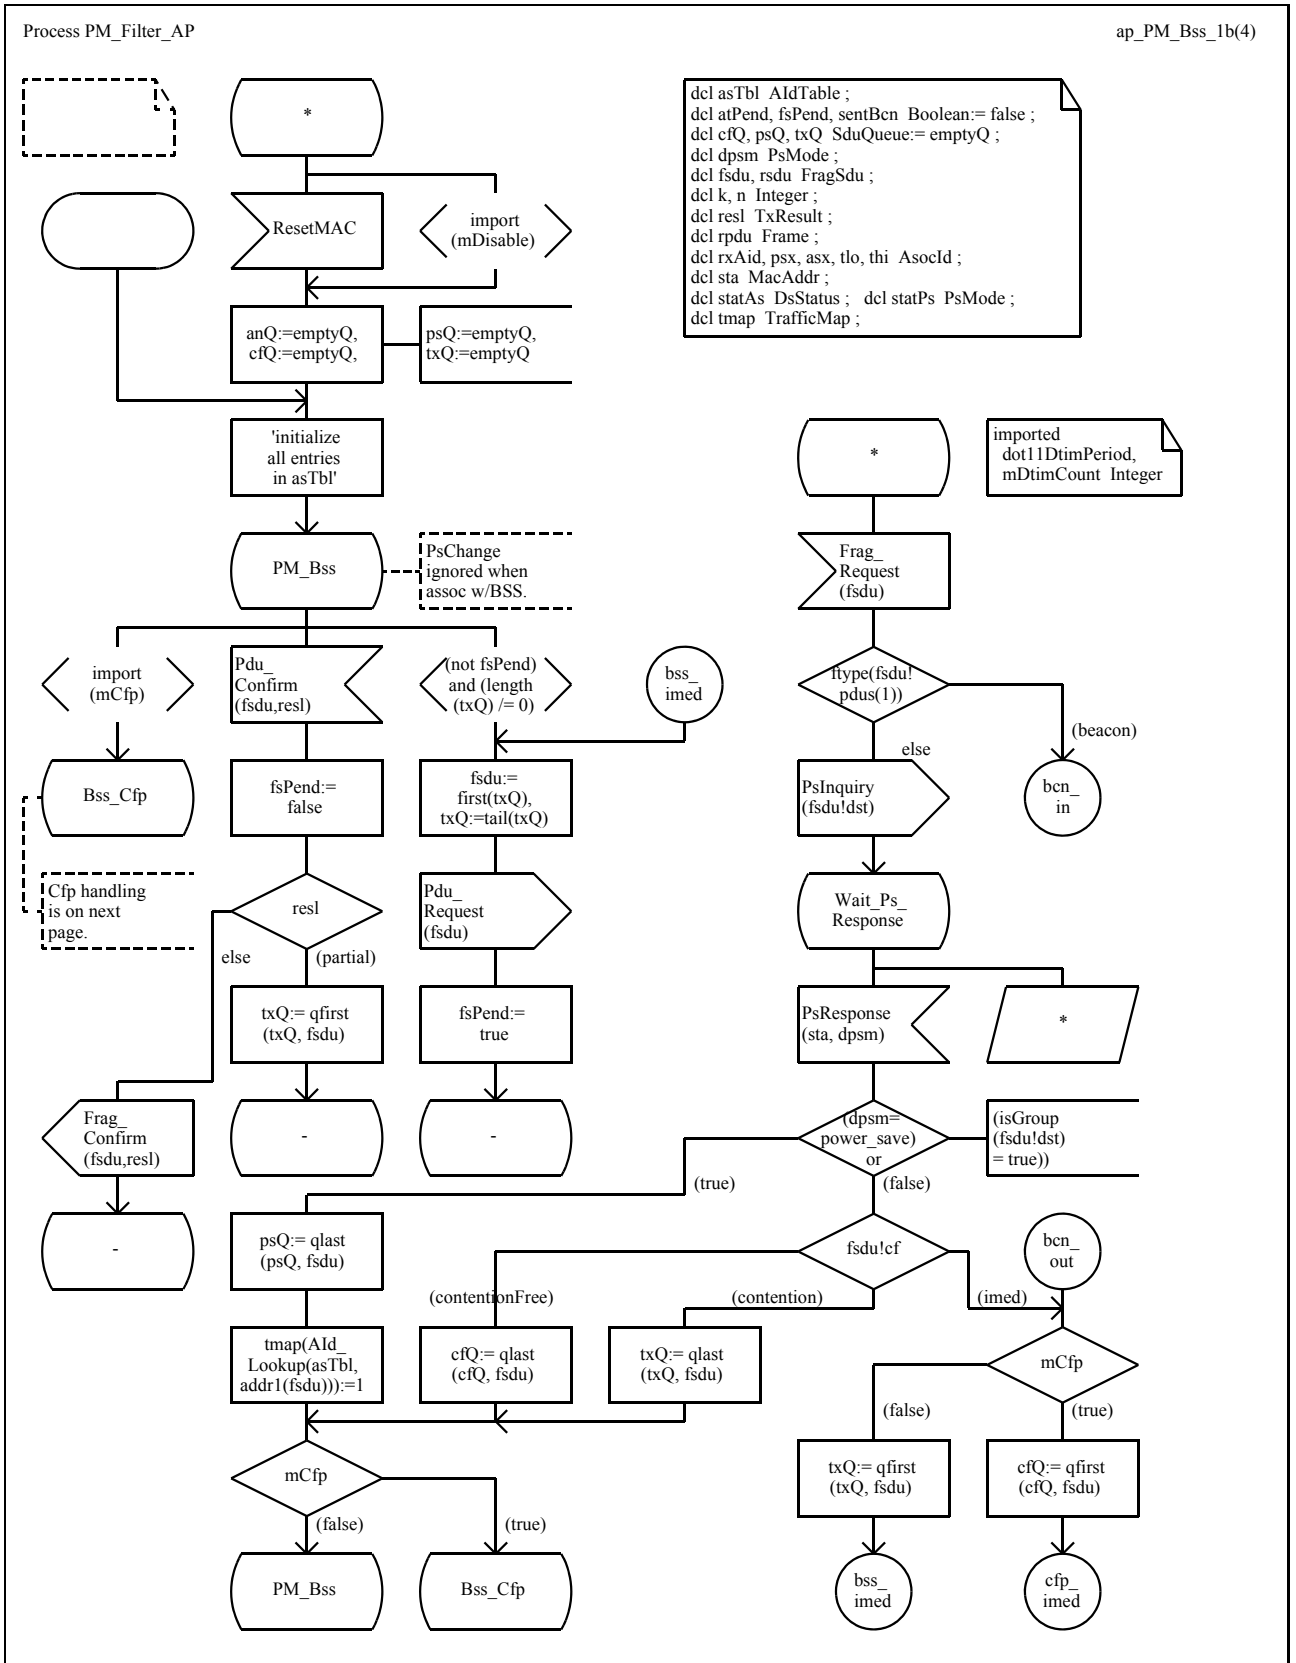 Process PM_Filter_AP
ap_PM_Bss_1b(4)
*
dcl asTbl  AIdTable ;
dcl atPend, fsPend, sentBcn  Boolean:= false ;
dcl cfQ, psQ, txQ  SduQueue:= emptyQ ;
dcl dpsm  PsMode ;
dcl fsdu, rsdu  FragSdu ;
dcl k, n  Integer ;
dcl resl  TxResult ;
dcl rpdu  Frame ;
dcl rxAid, psx, asx, tlo, thi  AsocId ;
dcl sta  MacAddr ;
dcl statAs  DsStatus ;   dcl statPs  PsMode ;
dcl tmap  TrafficMap ;
ResetMAC
import
(mDisable)
anQ:=emptyQ,
cfQ:=emptyQ,
psQ:=emptyQ,
txQ:=emptyQ
'initialize
all entries
in asTbl'
*
imported
dot11DtimPeriod,
mDtimCount  Integer
PM_Bss
PsChange
ignored when
assoc w/BSS.
Frag_
Request
(fsdu)
import
(mCfp)
Pdu_
Confirm
(fsdu,resl)
(not fsPend)
and (length
(txQ) /= 0)
bss_
imed
ftype(fsdu!
pdus(1))
(beacon)
else
Bss_Cfp
fsPend:=
false
fsdu:=
first(txQ),
txQ:=tail(txQ)
PsInquiry
(fsdu!dst)
bcn_
in
Cfp handling
is on next
page.
resl
else
(partial)
Pdu_
Request
(fsdu)
Wait_Ps_
Response
txQ:= qfirst
(txQ, fsdu)
fsPend:=
true
PsResponse
(sta, dpsm)
*
Frag_
Confirm
(fsdu,resl)
-
-
(dpsm=
power_save)
or
(isGroup
(fsdu!dst)
= true))
(true)
(false)
-
psQ:= qlast
(psQ, fsdu)
fsdu!cf
bcn_
out
(contentionFree)
(contention)
(imed)
tmap(AId_
Lookup(asTbl,
addr1(fsdu))):=1
cfQ:= qlast
(cfQ, fsdu)
txQ:= qlast
(txQ, fsdu)
mCfp
(false)
(true)
mCfp
(false)
(true)
txQ:= qfirst
(txQ, fsdu)
cfQ:= qfirst
(cfQ, fsdu)
PM_Bss
Bss_Cfp
bss_
imed
cfp_
imed